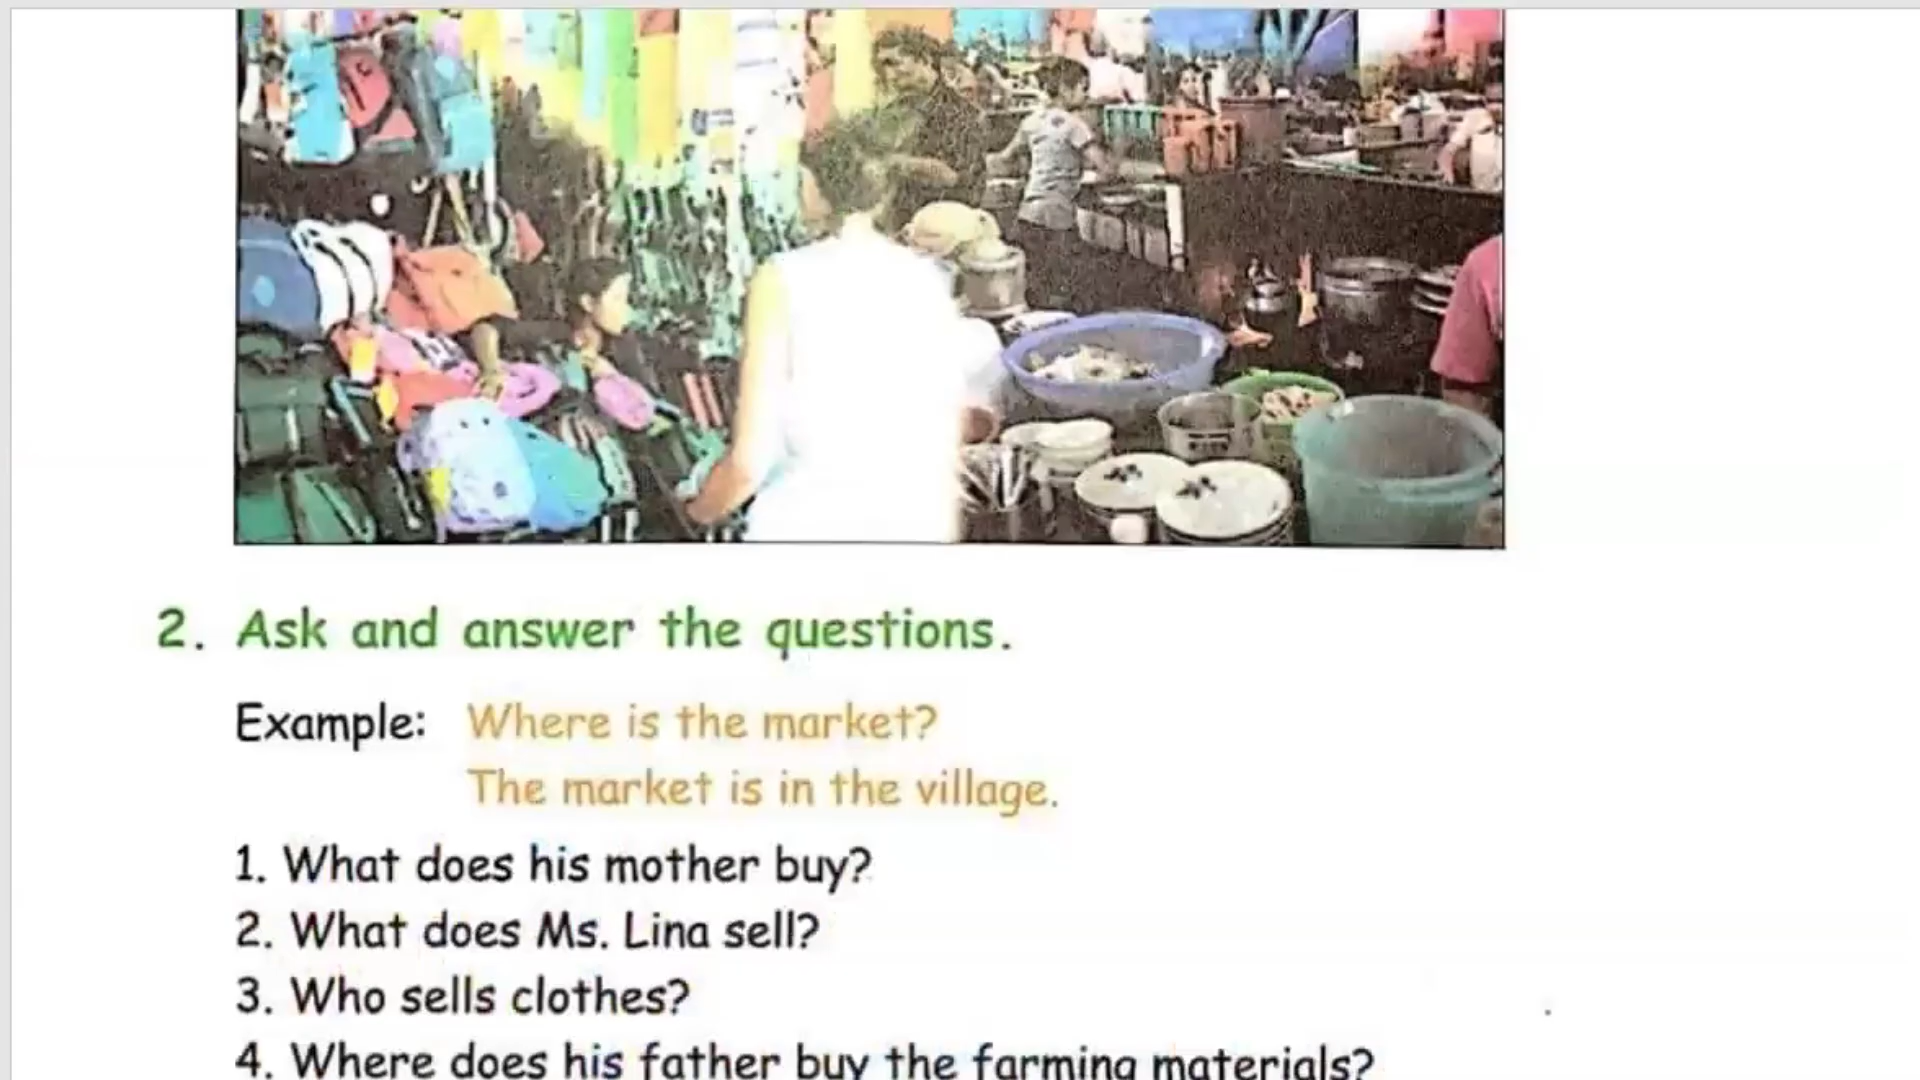 2. Ask and answer the questions.
Example: Where is the market?
The market is in the village.
1. What does his mother buy?
2. What does Ms. Lina sell?
3. Who sells clothes?
4. Where does his father buy the farming materials?